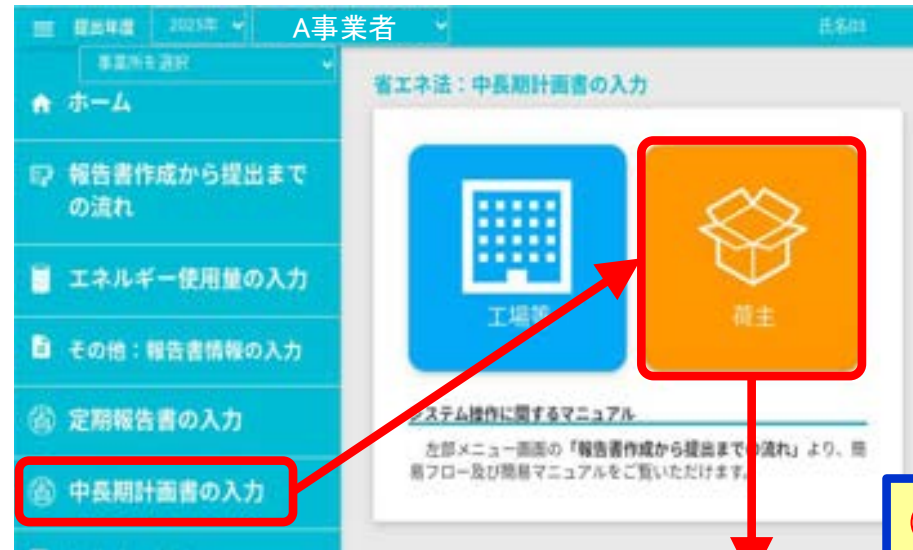 提出年度 2025年 A事業者 氏名01
事業所を選択
ホーム
報告書作成から提出まで
の流れ
エネルギー使用量の入力
その他：報告書情報の入力
定期報告書の入力
中長期計画書の入力
省エネ法：中長期計画書の入力
工場等
荷主
システム操作に関するマニュアル
左部メニュー画面の「報告書作成から提出までの流れ」より、簡
易フロー及び簡易マニュアルをご覧いただけます。